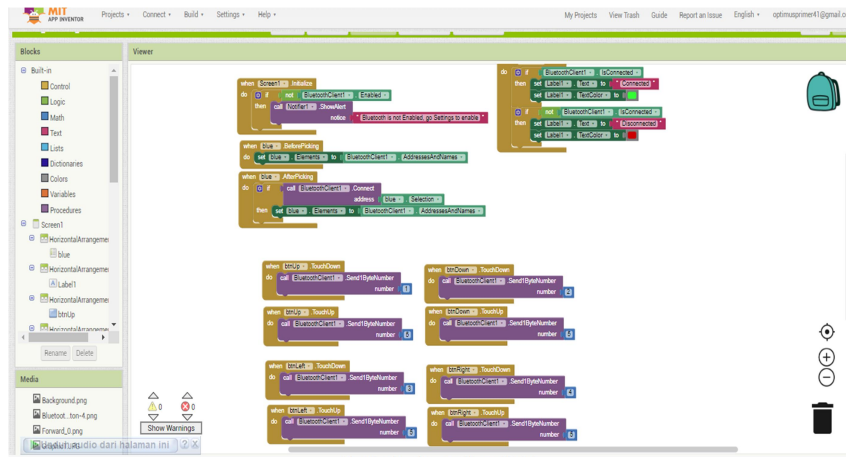 MIT
APP INVENTOR
Projects
Connect
Build
Settings
Help
My Projects
View Trash
Guide
Report an Issue
English
optimusprimer41@gmail.co
Blocks
Viewer
Built-in
Control
Logic
Math
Text
Lists
Dictionaries
Colors
Variables
Procedures
Screen1
HorizontalArrangeme
blue
HorizontalArrangeme
Label1
HorizontalArrangeme
btnUp
HorizontalArrangeme
Rename Delete
Media
Background.png
Bluetoot...ton-4.png
Forward_0.png
Unduh audio dari halaman ini ? X
when Screen1 .Initialize
do if not BluetoothClient1 . Enabled
then call Notifier1 .ShowAlert
notice " Bluetooth is not Enabled, go Settings to enable "
when blue .BeforePicking
do set blue . Elements to BluetoothClient1 . AddressesAndNames
when blue .AfterPicking
do if call BluetoothClient1 .Connect
address blue . Selection
then set blue . Elements to BluetoothClient1 . AddressesAndNames
do if BluetoothClient1 . IsConnected
then set Label1 . Text to " Connected "
set Label1 . TextColor to
if not BluetoothClient1 . IsConnected
then set Label1 . Text to " Disconnected "
set Label1 . TextColor to
when btnUp .TouchDown
do call BluetoothClient1 .Send1ByteNumber
number 1
when btnDown .TouchDown
do call BluetoothClient1 .Send1ByteNumber
number 2
when btnUp .TouchUp
do call BluetoothClient1 .Send1ByteNumber
number 5
when btnDown .TouchUp
do call BluetoothClient1 .Send1ByteNumber
number 5
when btnLeft .TouchDown
do call BluetoothClient1 .Send1ByteNumber
number 3
when btnRight .TouchDown
do call BluetoothClient1 .Send1ByteNumber
number 4
when btnLeft .TouchUp
do call BluetoothClient1 .Send1ByteNumber
number 5
when btnRight .TouchUp
do call BluetoothClient1 .Send1ByteNumber
number 5
0 0
Show Warnings